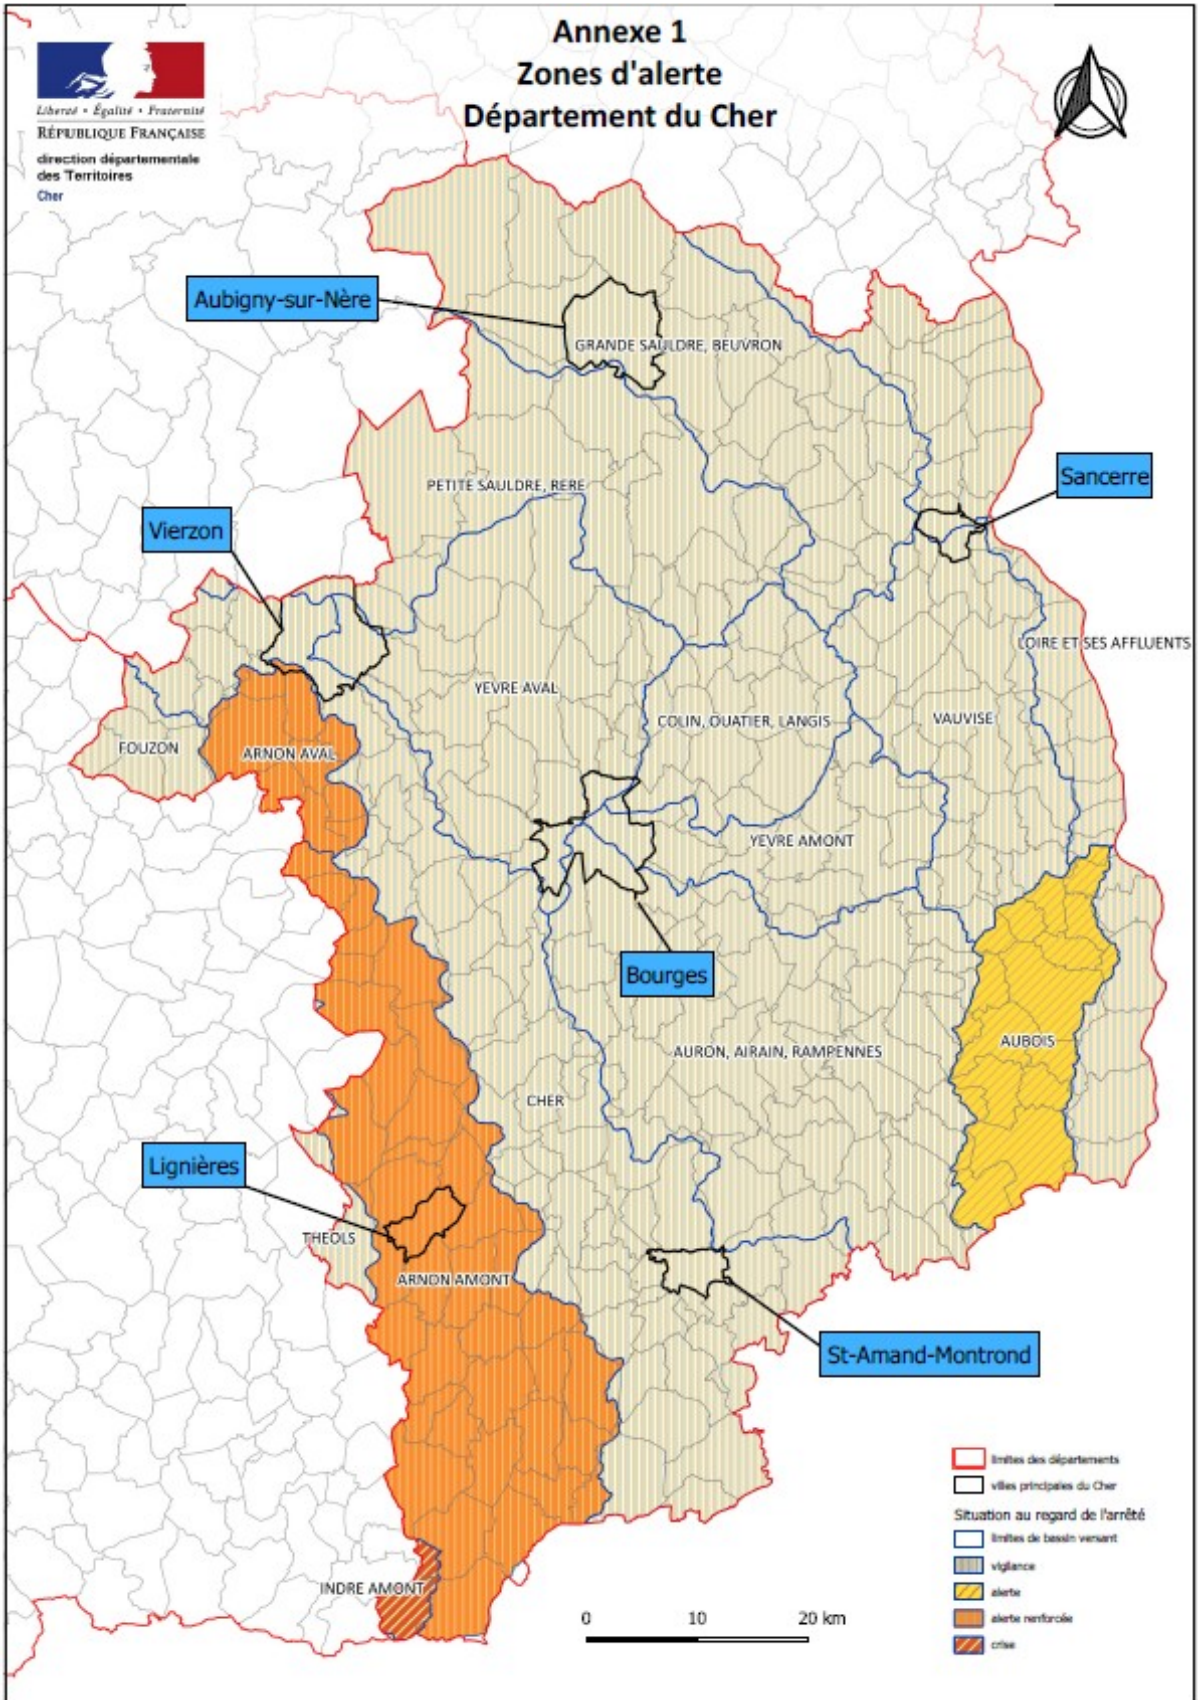 Annexe 1
Zones d'alerte
Département du Cher
Liberté • Égalité • Fraternité
RÉPUBLIQUE FRANÇAISE
direction départementale
des Territoires
Cher
Aubigny-sur-Nère
GRANDE SAULDRE, BEUVRON
Sancerre
PETITE SAULDRE, RERE
Vierzon
LOIRE ET SES AFFLUENTS
YEVRE AVAL
COLIN, OUATIER, LANGIS
VAUVISE
FOUZON
ARNON AVAL
YEVRE AMONT
Bourges
AUBOIS
AURON, AIRAIN, RAMPENNES
CHER
Lignières
THEOLS
ARNON AMONT
St-Amand-Montrond
INDRE AMONT
limites des départements
villes principales du Cher
Situation au regard de l'arrêté
limites de bassin versant
vigilance
alerte
alerte renforcée
crise
0 10 20 km